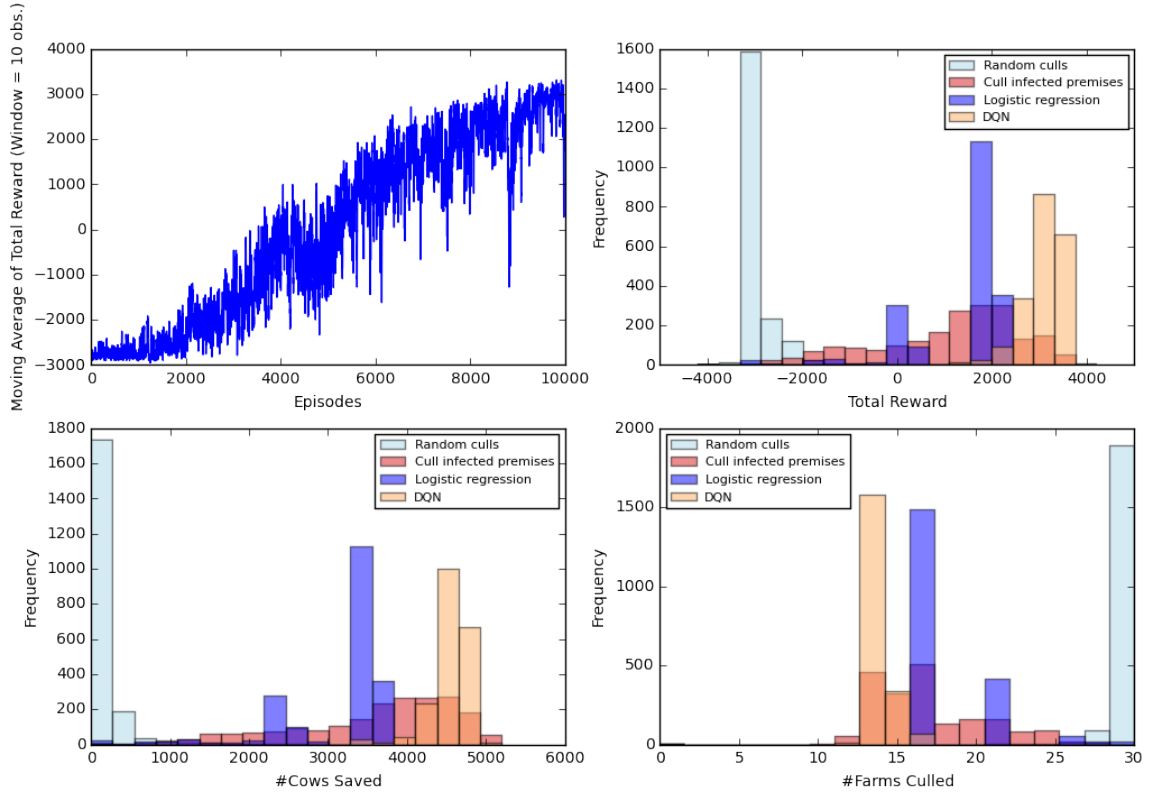 Moving Average of Total Reward (Window = 10 obs.)
4000
3000
2000
1000
0
−1000
−2000
−3000
0 2000 4000 6000 8000 10000
Episodes
1600
1400
1200
1000
800
600
400
200
0
Frequency
Random culls
Cull infected premises
Logistic regression
DQN
−4000 −2000 0 2000 4000
Total Reward
1800
1600
1400
1200
1000
800
600
400
200
0
Frequency
Random culls
Cull infected premises
Logistic regression
DQN
0 1000 2000 3000 4000 5000 6000
#Cows Saved
2000
1500
1000
500
0
Frequency
Random culls
Cull infected premises
Logistic regression
DQN
0 5 10 15 20 25 30
#Farms Culled